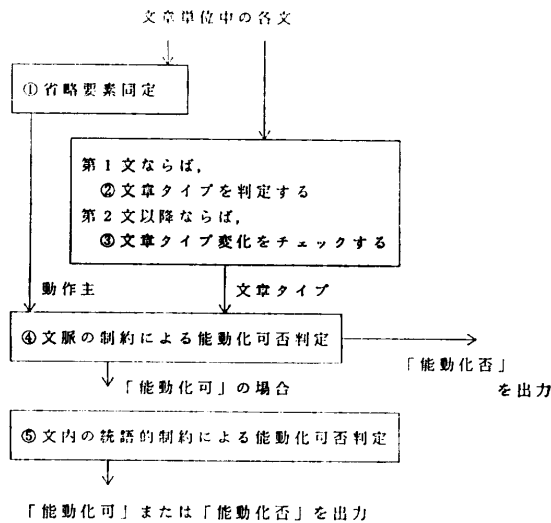 文章単位中の各文
①省略要素同定
第1文ならば,
②文章タイプを判定する
第2文以降ならば,
③文章タイプ変化をチェックする
動作主
文章タイプ
④文脈の制約による能動化可否判定
「能動化否」
を出力
「能動化可」の場合
⑤文内の統語的制約による能動化可否判定
「能動化可」または「能動化否」を出力